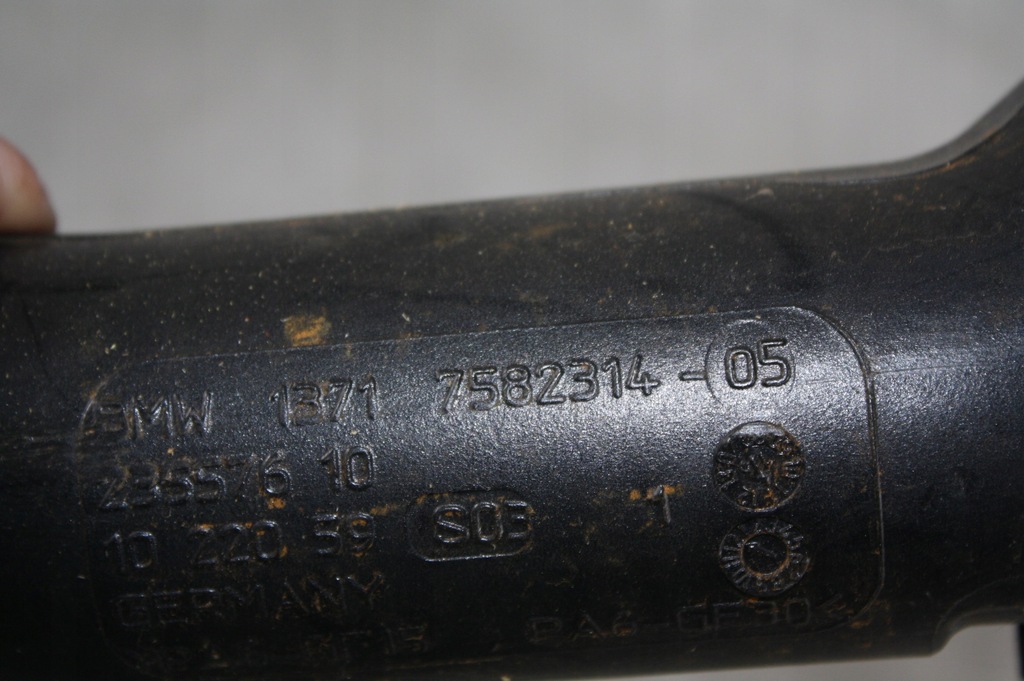 BMW 1371 7582314-05
235576 10
10 220 59 S03 1
GERMANY
PA6-GF30<